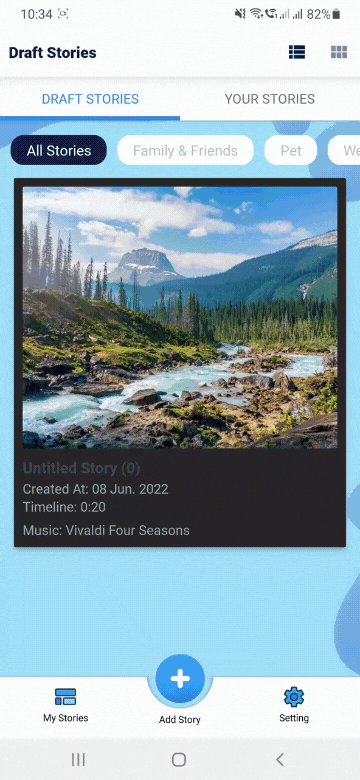 10:34 82%
Draft Stories
DRAFT STORIES YOUR STORIES
All Stories Family & Friends Pet We
Untitled Story (0)
Created At: 08 Jun. 2022
Timeline: 0:20
Music: Vivaldi Four Seasons
My Stories Add Story Setting